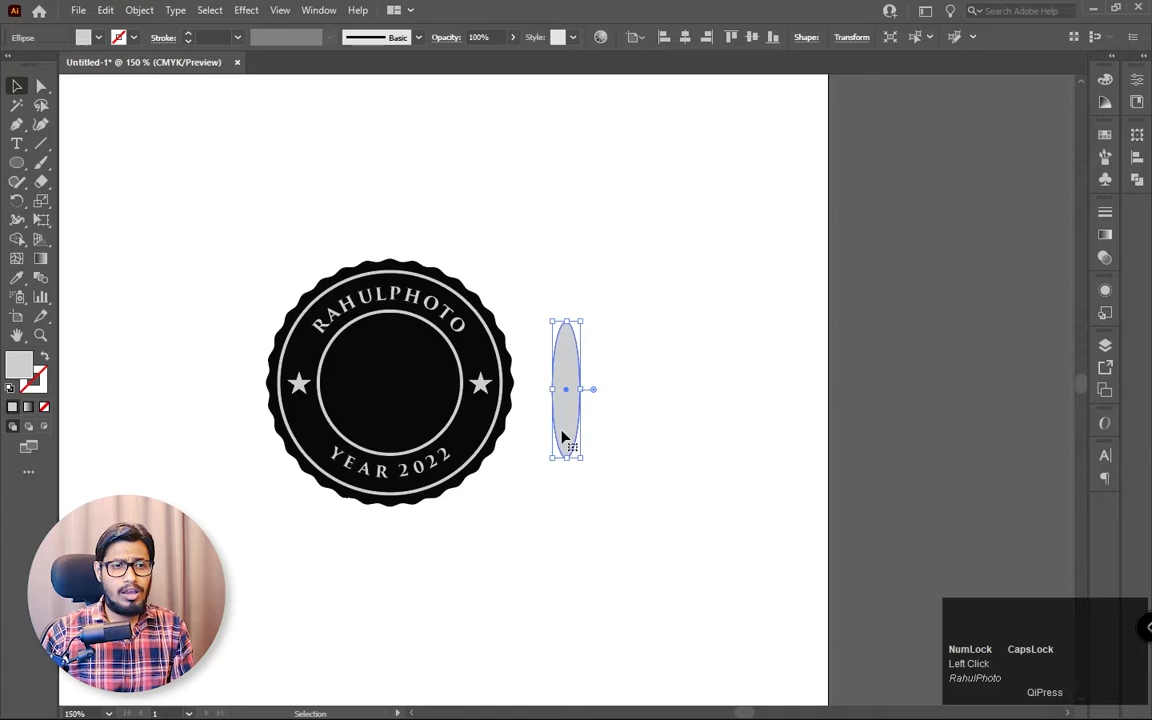 Ai File Edit Object Type Select Effect View Window Help Search Adobe Help
Ellipse Stroke: Basic Opacity: 100% Style: Shape: Transform
Untitled-1* @ 150 % (CMYK/Preview) ×
RAHULPHOTO
YEAR 2022
NumLock CapsLock
Left Click
RahulPhoto
QiPress
150% 1 Selection